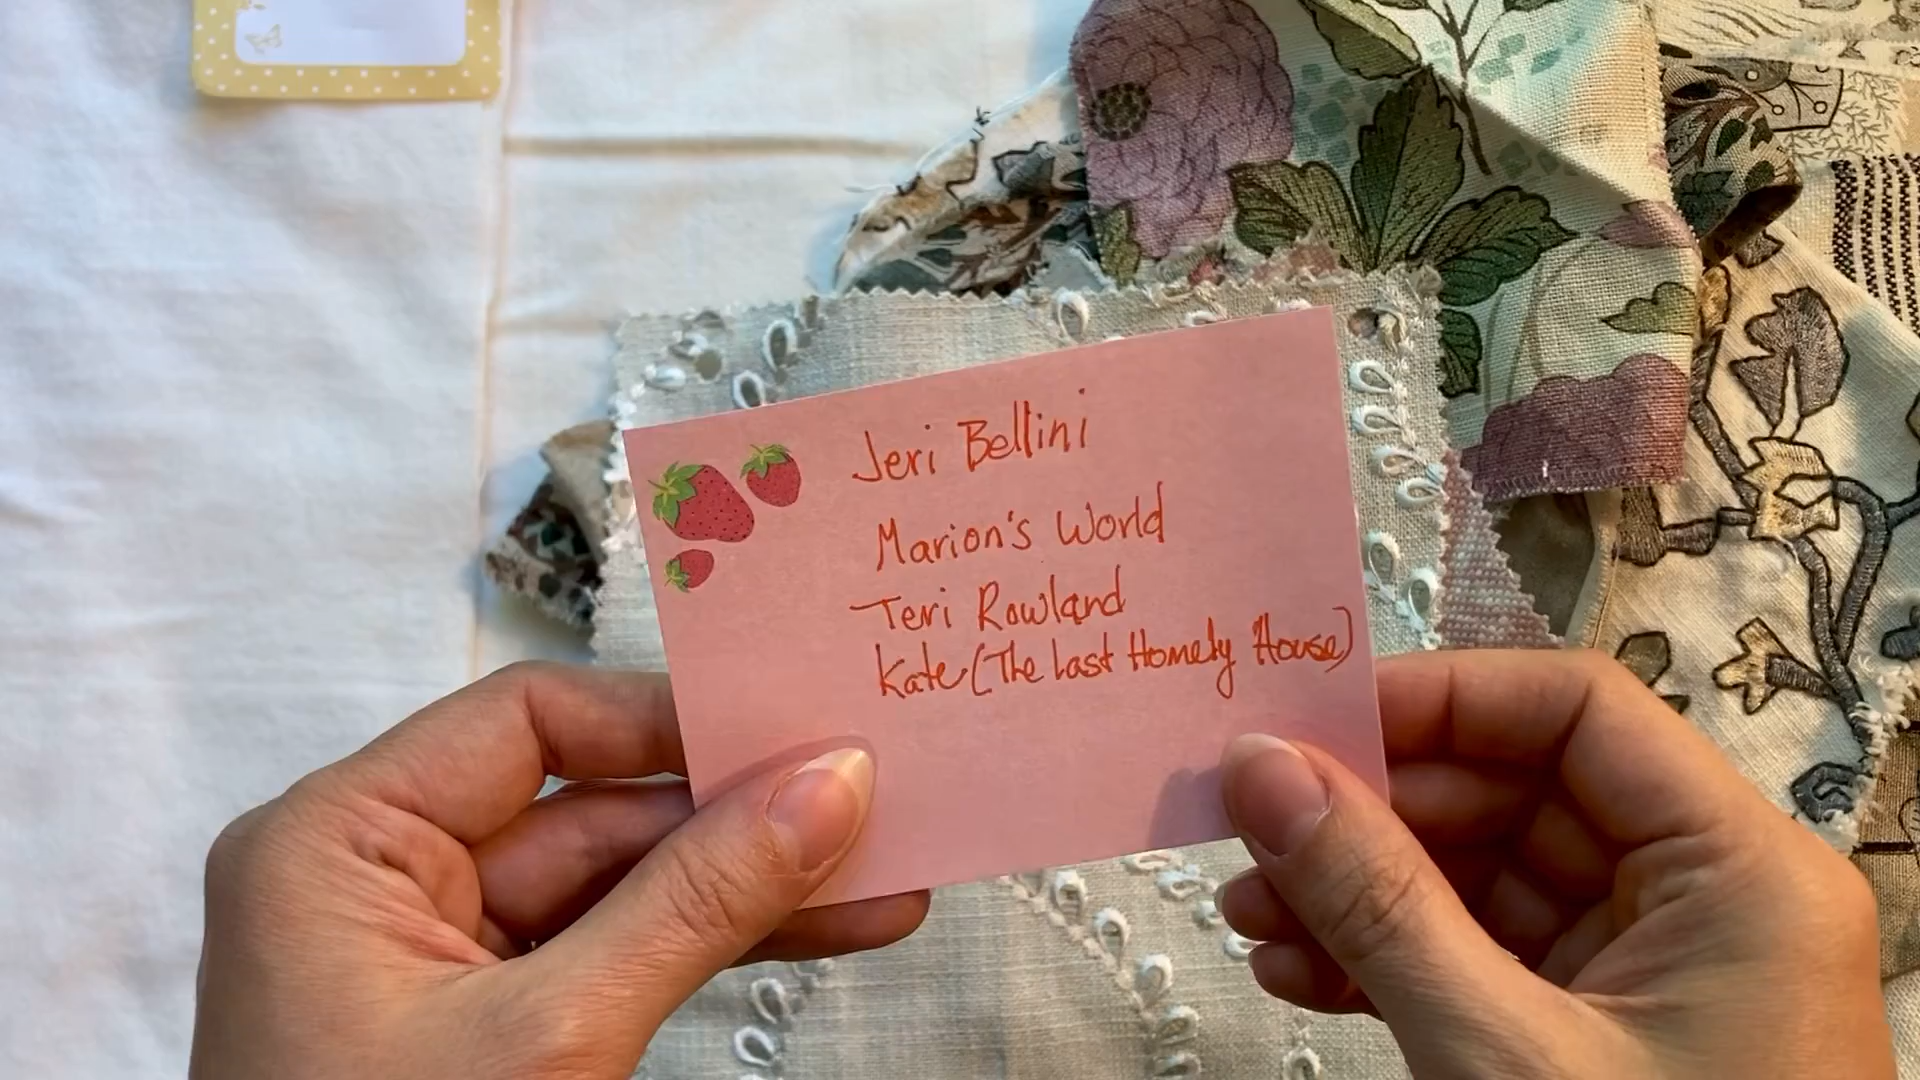 Jeri Bellini
Marion's World
Teri Rowland
Kate (The Last Homely House)